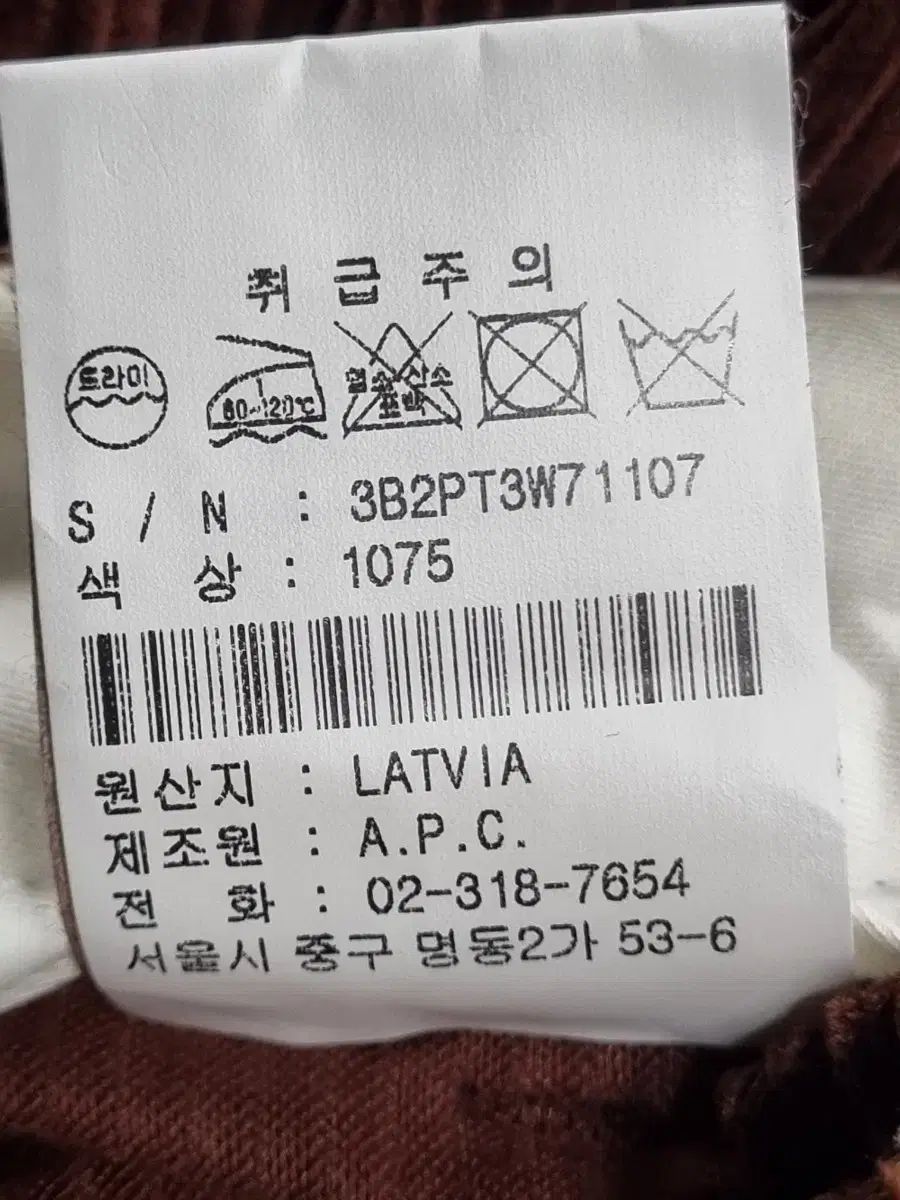 취급주의
드라이
80~120℃
염소 산소
표백
S / N : 3B2PT3W71107
색 상 : 1075
원산지 : LATVIA
제조원 : A.P.C.
전 화 : 02-318-7654
서울시 중구 명동2가 53-6